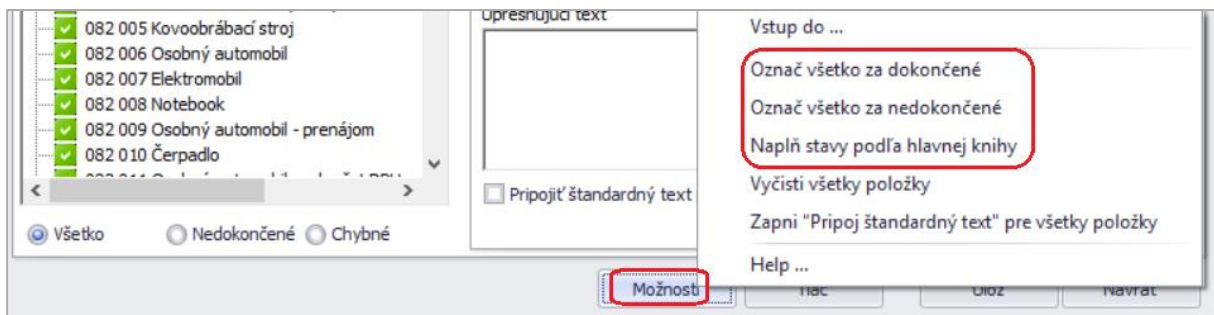 082 005 Kovoobrábací stroj
082 006 Osobný automobil
082 007 Elektromobil
082 008 Notebook
082 009 Osobný automobil - prenájom
082 010 Čerpadlo
Všetko Nedokončené Chybné
Upresňujúci text
Pripojiť štandardný text
Vstup do ...
Označ všetko za dokončené
Označ všetko za nedokončené
Naplň stavy podľa hlavnej knihy
Vyčisti všetky položky
Zapni "Pripoj štandardný text" pre všetky položky
Help ...
Možnosti Tlač Ulož Návrat